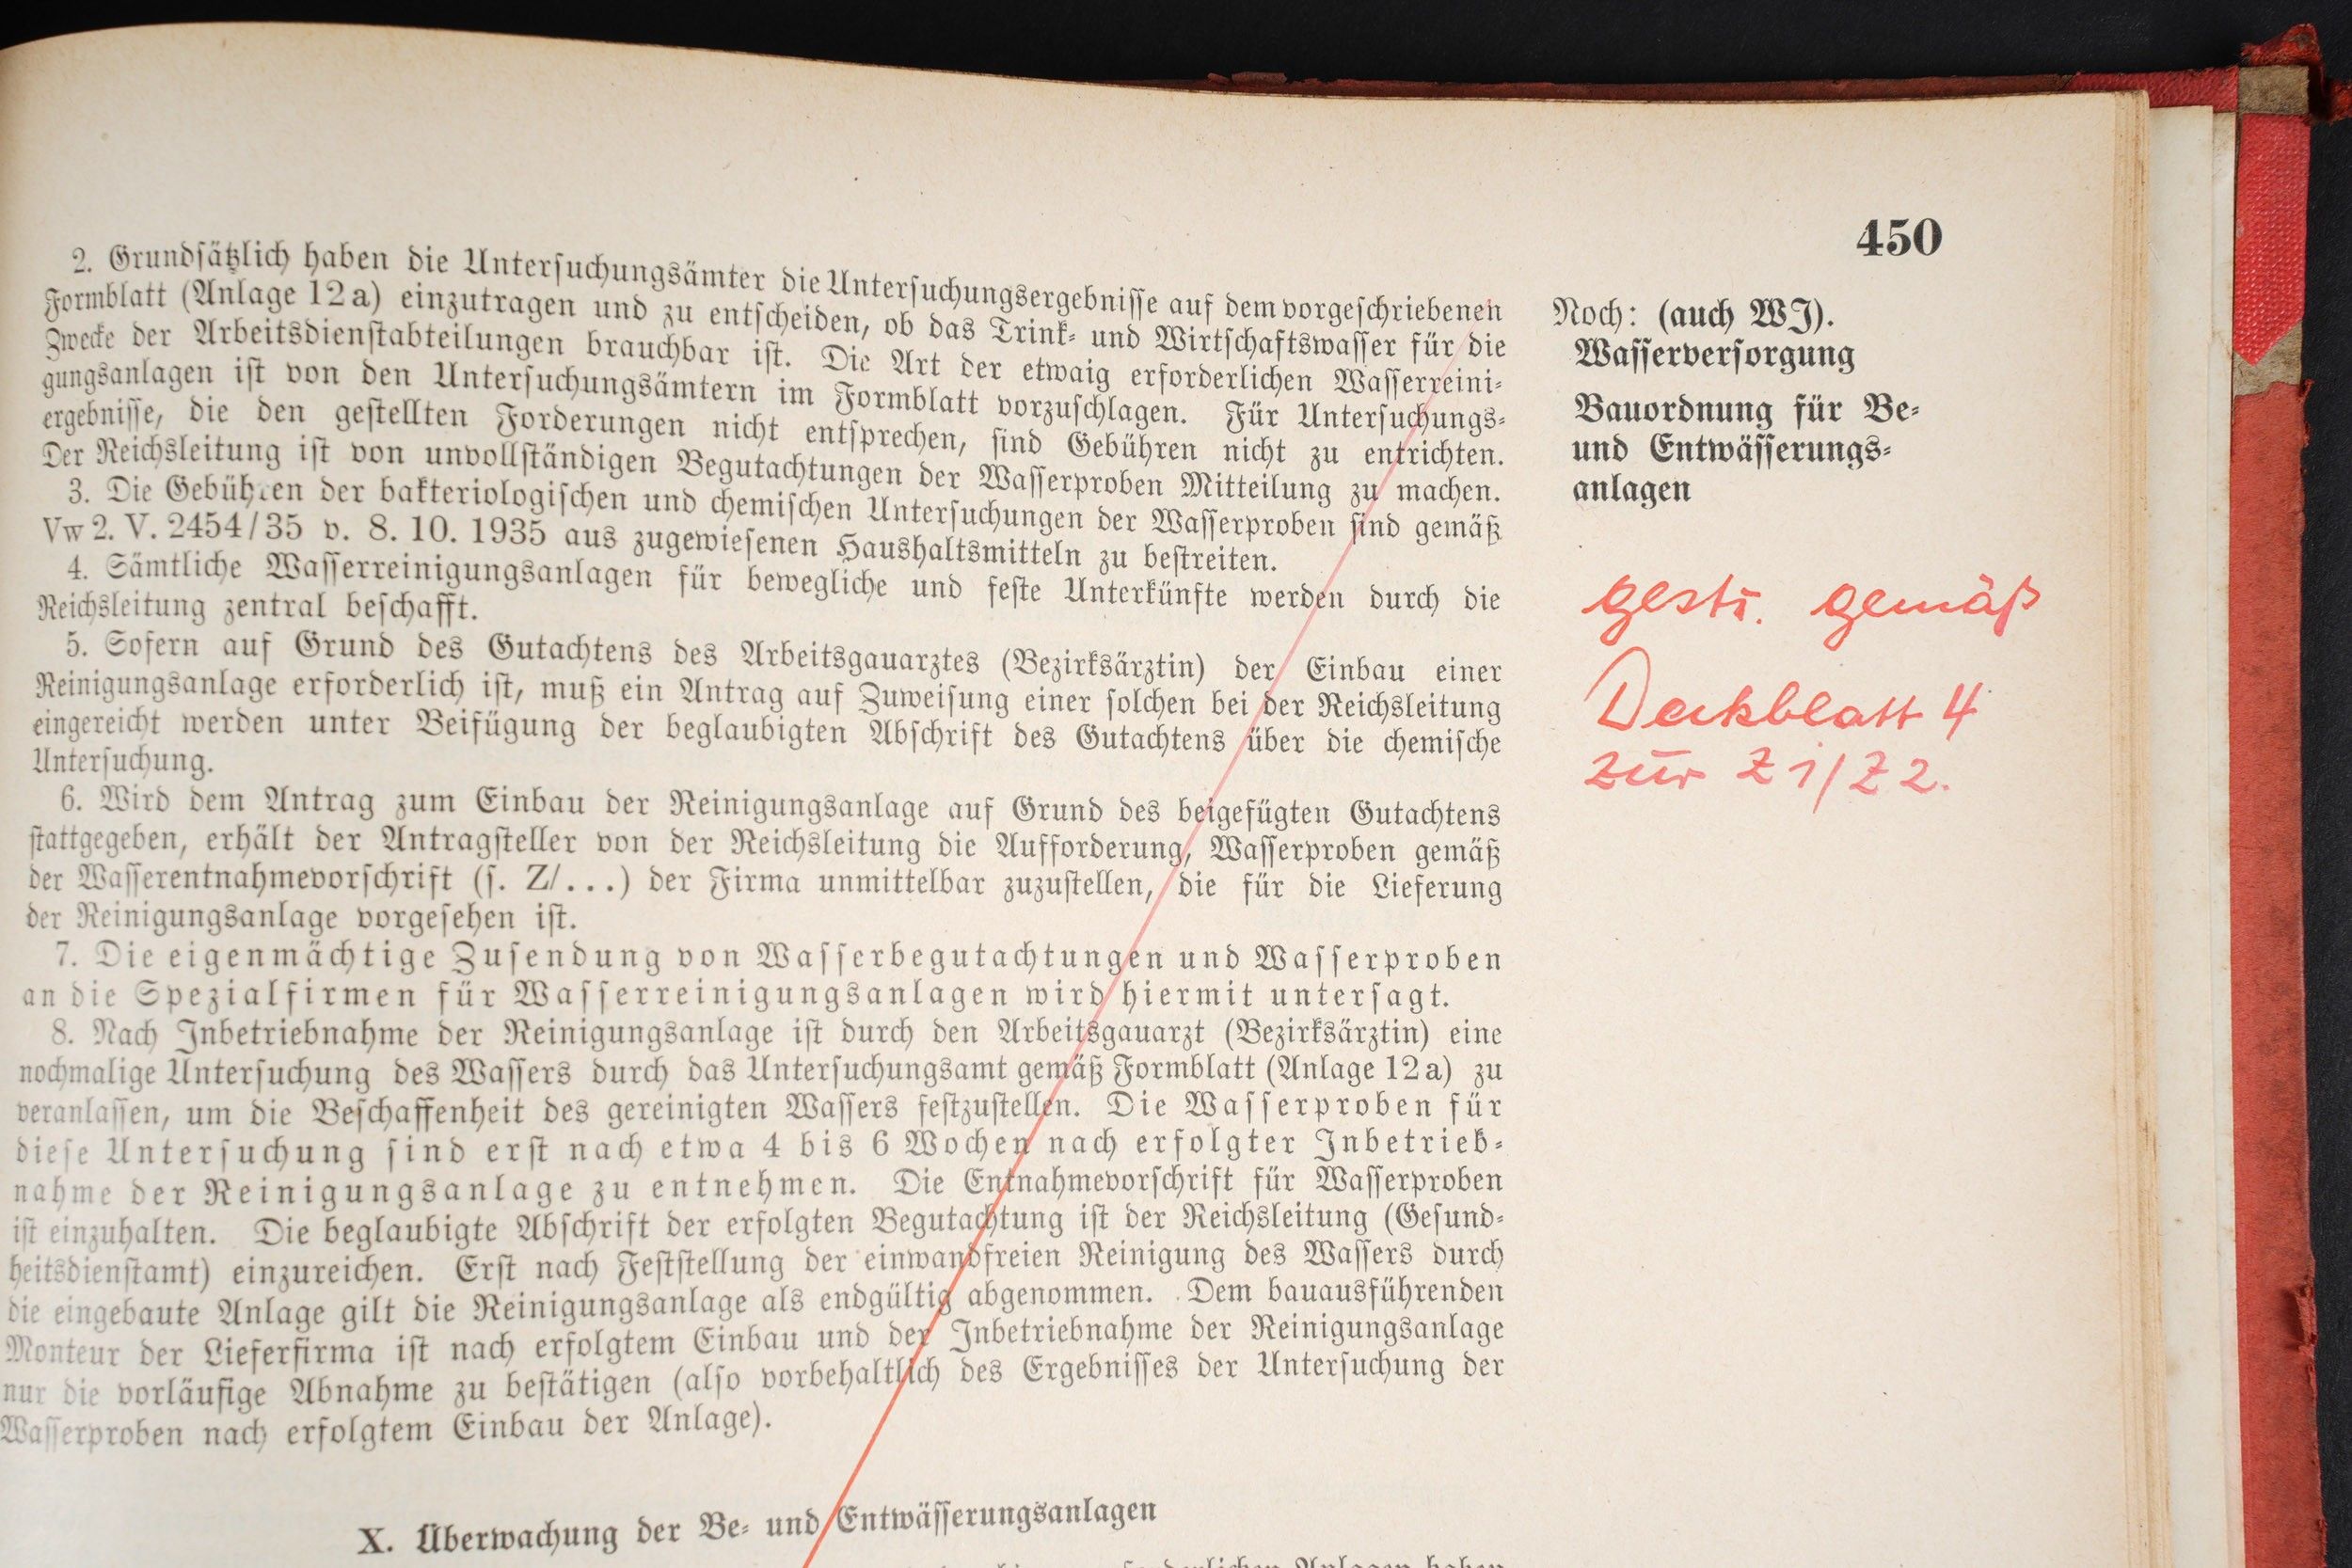 450
2. Grundsätzlich haben die Untersuchungsämter die Untersuchungsergebnisse auf dem vorgeschriebenen
Formblatt (Anlage 12 a) einzutragen und zu entscheiden, ob das Trink- und Wirtschaftswasser für die
Zwecke der Arbeitsdienstabteilungen brauchbar ist. Die Art der etwaig erforderlichen Wasserreini-
gungsanlagen ist von den Untersuchungsämtern im Formblatt vorzuschlagen. Für Untersuchungs-
ergebnisse, die den gestellten Forderungen nicht entsprechen, sind Gebühren nicht zu entrichten.
Der Reichsleitung ist von unvollständigen Begutachtungen der Wasserproben Mitteilung zu machen.
3. Die Gebühren der bakteriologischen und chemischen Untersuchungen der Wasserproben sind gemäß
Vw 2. V. 2454/35 v. 8. 10. 1935 aus zugewiesenen Haushaltsmitteln zu bestreiten.
4. Sämtliche Wasserreinigungsanlagen für bewegliche und feste Unterkünfte werden durch die
Reichsleitung zentral beschafft.
5. Sofern auf Grund des Gutachtens des Arbeitsgauarztes (Bezirksärztin) der Einbau einer
Reinigungsanlage erforderlich ist, muß ein Antrag auf Zuweisung einer solchen bei der Reichsleitung
eingereicht werden unter Beifügung der beglaubigten Abschrift des Gutachtens über die chemische
Untersuchung.
6. Wird dem Antrag zum Einbau der Reinigungsanlage auf Grund des beigefügten Gutachtens
stattgegeben, erhält der Antragsteller von der Reichsleitung die Aufforderung, Wasserproben gemäß
der Wasserentnahmevorschrift (s. Z/...) der Firma unmittelbar zuzustellen, die für die Lieferung
der Reinigungsanlage vorgesehen ist.
7. Die eigenmächtige Zusendung von Wasserbegutachtungen und Wasserproben
an die Spezialfirmen für Wasserreinigungsanlagen wird hiermit untersagt.
8. Nach Inbetriebnahme der Reinigungsanlage ist durch den Arbeitsgauarzt (Bezirksärztin) eine
nochmalige Untersuchung des Wassers durch das Untersuchungsamt gemäß Formblatt (Anlage 12 a) zu
veranlassen, um die Beschaffenheit des gereinigten Wassers festzustellen. Die Wasserproben für
diese Untersuchung sind erst nach etwa 4 bis 6 Wochen nach erfolgter Inbetrieb-
nahme der Reinigungsanlage zu entnehmen. Die Entnahmevorschrift für Wasserproben
ist einzuhalten. Die beglaubigte Abschrift der erfolgten Begutachtung ist der Reichsleitung (Gesund-
heitsdienstamt) einzureichen. Erst nach Feststellung der einwandfreien Reinigung des Wassers durch
die eingebaute Anlage gilt die Reinigungsanlage als endgültig abgenommen. Dem bauausführenden
Monteur der Lieferfirma ist nach erfolgtem Einbau und der Inbetriebnahme der Reinigungsanlage
nur die vorläufige Abnahme zu bestätigen (also vorbehaltlich des Ergebnisses der Untersuchung der
Wasserproben nach erfolgtem Einbau der Anlage).
X. Überwachung der Be- und Entwässerungsanlagen
Noch: (auch WJ).
Wasserversorgung
Bauordnung für Be-
und Entwässerungs-
anlagen
gestr. gemäß
Deckblatt 4
zur Z 1/Z 2.